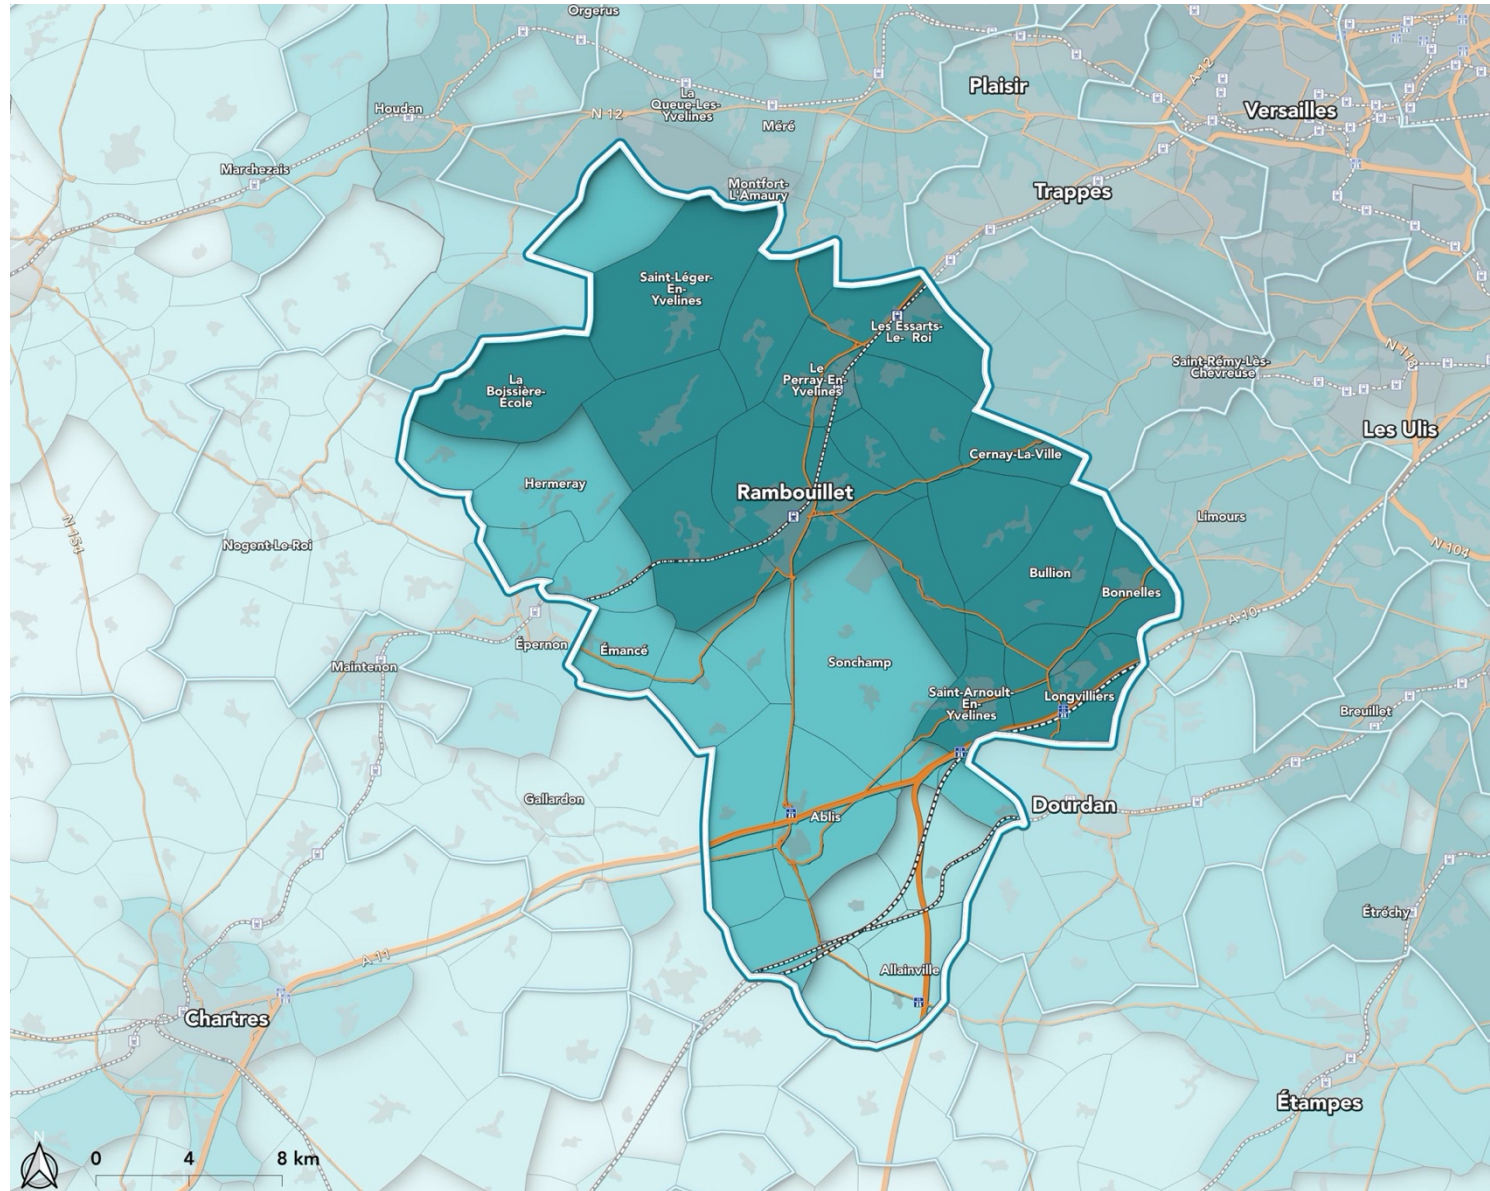 Orgerus
Plaisir
La
Queue-Les-
Yvelines
Houdan
N 12
A 12
Versailles
Méré
Marchezais
Montfort-
L'Amaury
Trappes
Saint-Léger-
En-
Yvelines
Les Essarts-
Le- Roi
N 118
Saint-Rémy-Lès-
Chevreuse
La
Boissière-
École
Le
Perray-En-
Yvelines
Les Ulis
Cernay-La-Ville
Hermeray
Rambouillet
Limours
N 154
Nogent-Le-Roi
N 104
Bullion
Bonnelles
A 10
Épernon
Émancé
Maintenon
Sonchamp
Saint-Arnoult-
En-
Yvelines
Longvilliers
Breuillet
Gallardon
Dourdan
Ablis
Étréchy
A 11
Allainville
Chartres
Étampes
N
0 4 8 km